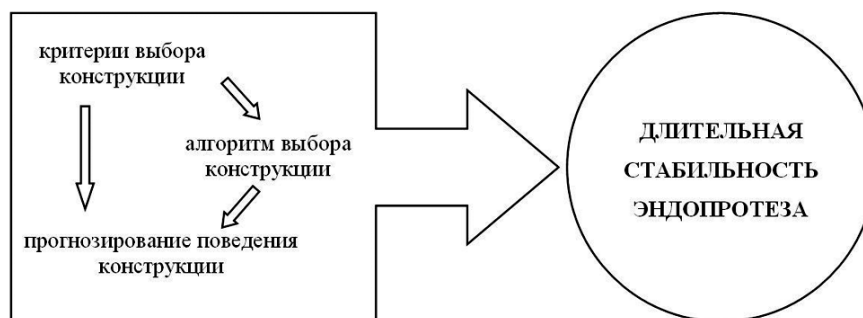 критерии выбора
конструкции
алгоритм выбора
конструкции
прогнозирование поведения
конструкции
ДЛИТЕЛЬНАЯ
СТАБИЛЬНОСТЬ
ЭНДОПРОТЕЗА